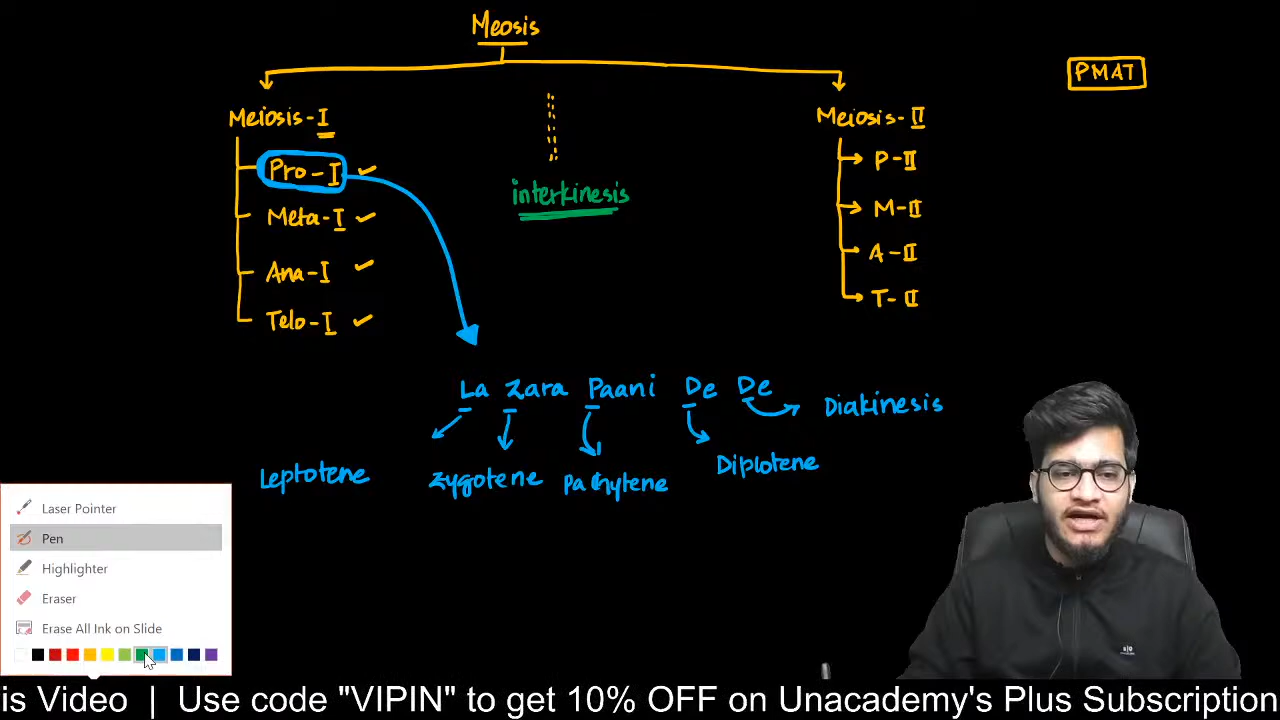 Meosis
PMAT
Meiosis-I
Meiosis-II
Pro-I
Meta-I
Ana-I
Telo-I
interkinesis
P-II
M-II
A-II
T-II
La Zara Paani De De
Diakinesis
Leptotene
Zygotene
Pachytene
Diplotene
Laser Pointer
Pen
Highlighter
Eraser
Erase All Ink on Slide
is Video | Use code "VIPIN" to get 10% OFF on Unacademy's Plus Subscription